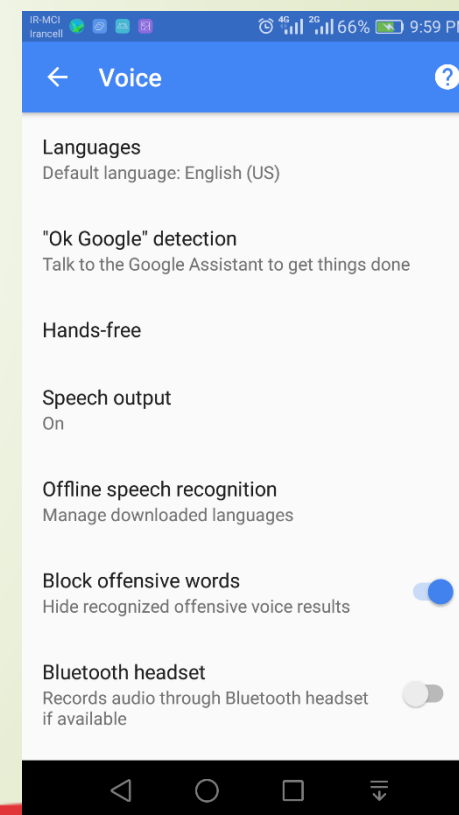 IR-MCI
Irancell
4G 2G 66% 9:59 PM
Voice
?
Languages
Default language: English (US)
"Ok Google" detection
Talk to the Google Assistant to get things done
Hands-free
Speech output
On
Offline speech recognition
Manage downloaded languages
Block offensive words
Hide recognized offensive voice results
Bluetooth headset
Records audio through Bluetooth headset
if available